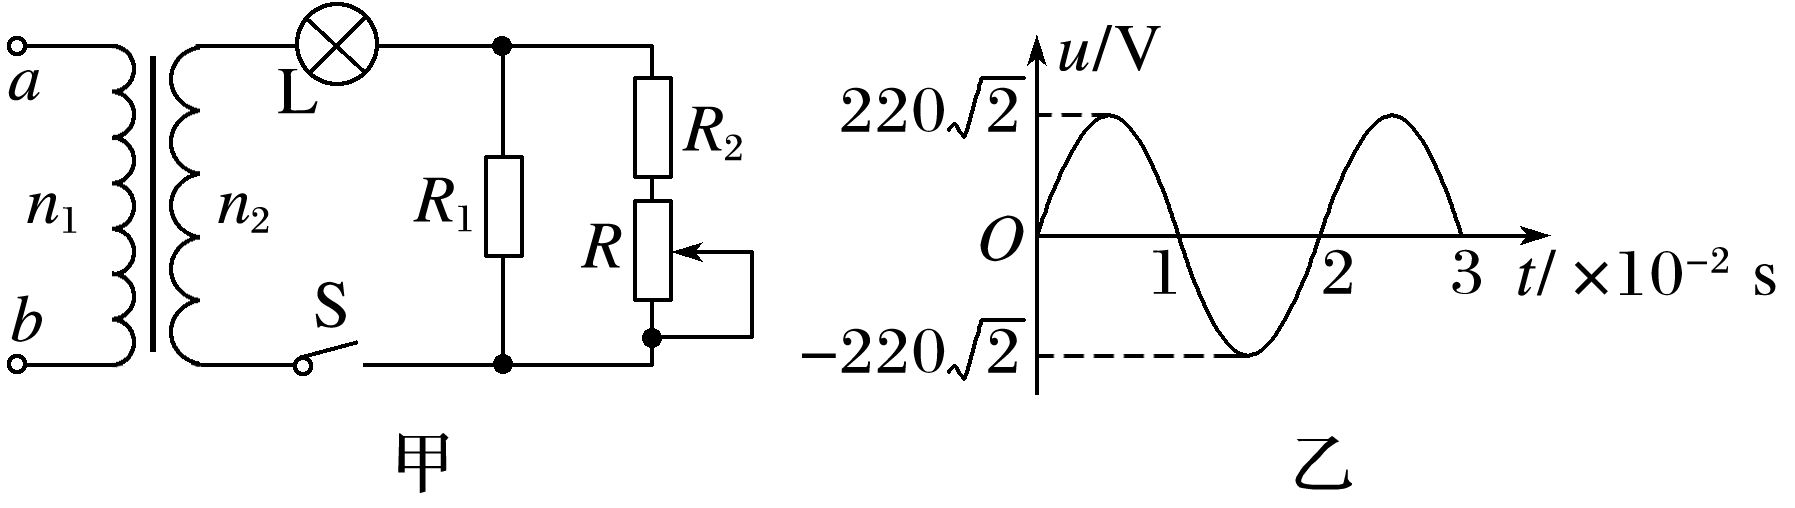 a
L
R₂
n₁
n₂
R₁
R
b
S
甲
u/V
220√2
O
1
2
3
t/ ×10⁻² s
−220√2
乙